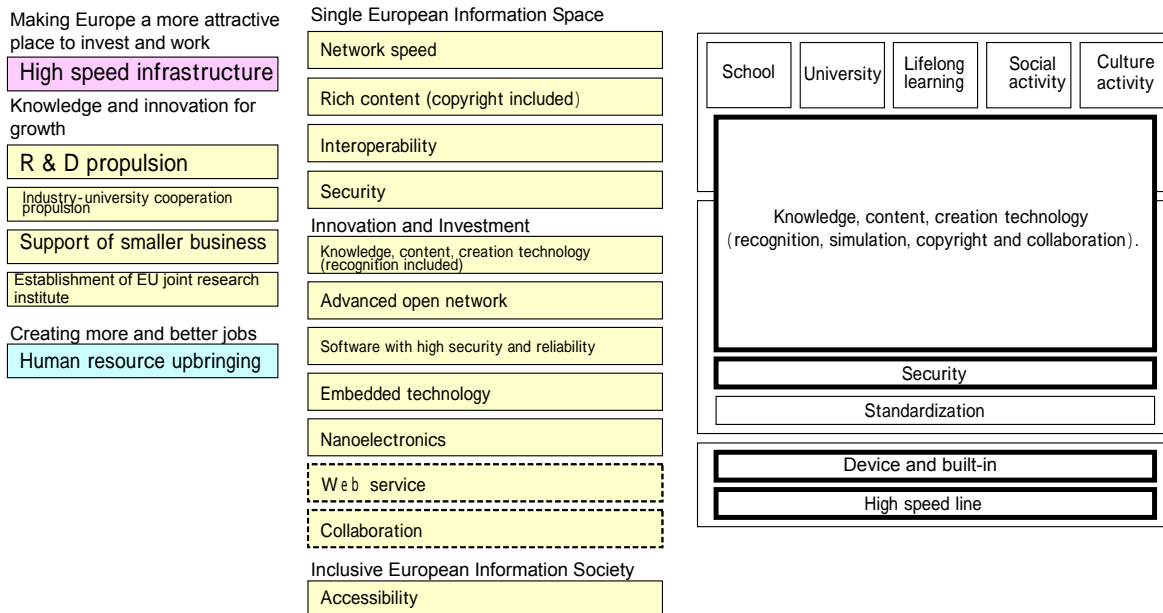 Making Europe a more attractive
place to invest and work
High speed infrastructure
Knowledge and innovation for
growth
R & D propulsion
Industry-university cooperation
propulsion
Support of smaller business
Establishment of EU joint research
institute
Creating more and better jobs
Human resource upbringing
Single European Information Space
Network speed
Rich content (copyright included)
Interoperability
Security
Innovation and Investment
Knowledge, content, creation technology
(recognition included)
Advanced open network
Software with high security and reliability
Embedded technology
Nanoelectronics
Web service
Collaboration
Inclusive European Information Society
Accessibility
School
University
Lifelong
learning
Social
activity
Culture
activity
Knowledge, content, creation technology
(recognition, simulation, copyright and collaboration).
Security
Standardization
Device and built-in
High speed line